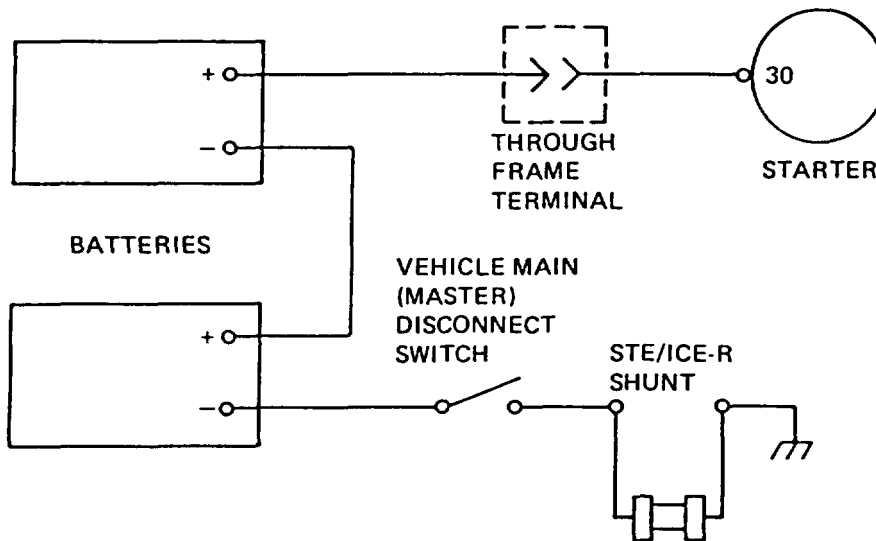 +
30
−
THROUGH
FRAME
TERMINAL
STARTER
BATTERIES
VEHICLE MAIN
(MASTER)
DISCONNECT
SWITCH
+
STE/ICE-R
SHUNT
−